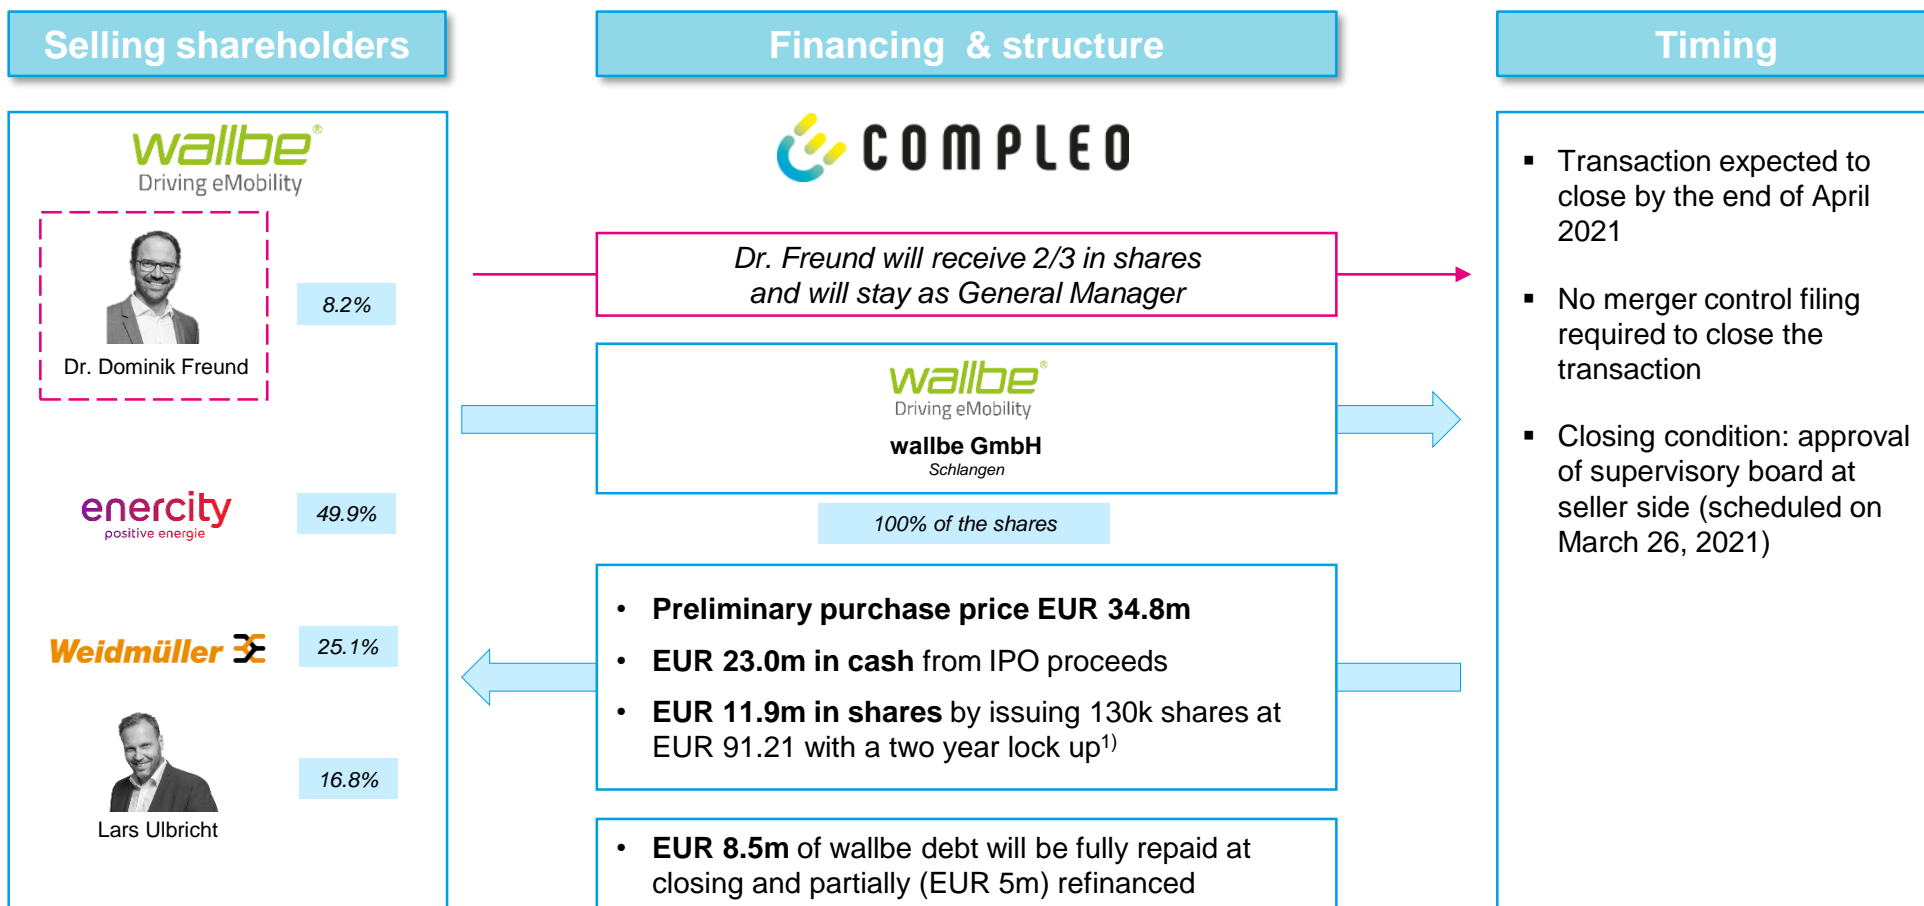 Selling shareholders
wallbe®
Driving eMobility
8.2%
Dr. Dominik Freund
enercity
positive energie
49.9%
Weidmüller
25.1%
16.8%
Lars Ulbricht
Financing & structure
COMPLEO
Dr. Freund will receive 2/3 in shares
and will stay as General Manager
wallbe®
Driving eMobility
wallbe GmbH
Schlangen
100% of the shares
• Preliminary purchase price EUR 34.8m
• EUR 23.0m in cash from IPO proceeds
• EUR 11.9m in shares by issuing 130k shares at
EUR 91.21 with a two year lock up1)
• EUR 8.5m of wallbe debt will be fully repaid at
closing and partially (EUR 5m) refinanced
Timing
▪ Transaction expected to
close by the end of April
2021
▪ No merger control filing
required to close the
transaction
▪ Closing condition: approval
of supervisory board at
seller side (scheduled on
March 26, 2021)